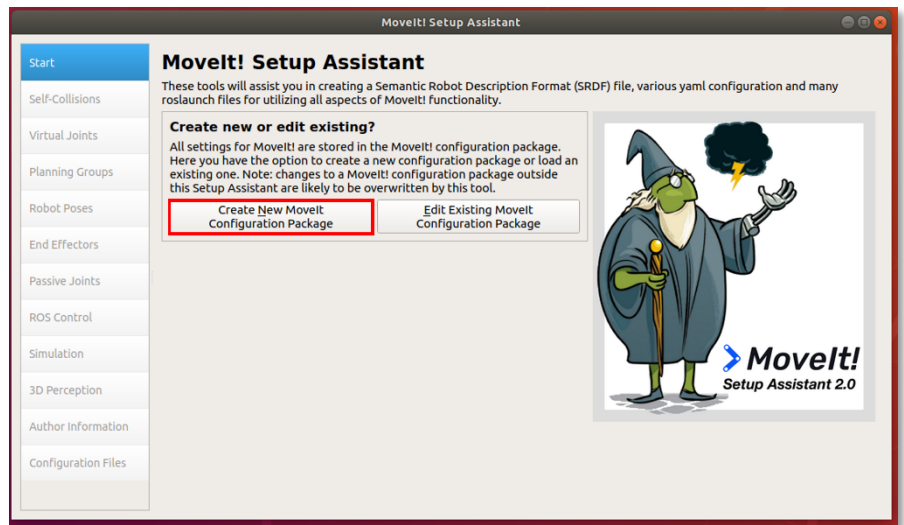 MoveIt! Setup Assistant
Start
Self-Collisions
Virtual Joints
Planning Groups
Robot Poses
End Effectors
Passive Joints
ROS Control
Simulation
3D Perception
Author Information
Configuration Files
MoveIt! Setup Assistant
These tools will assist you in creating a Semantic Robot Description Format (SRDF) file, various yaml configuration and many
roslaunch files for utilizing all aspects of MoveIt! functionality.
Create new or edit existing?
All settings for MoveIt! are stored in the MoveIt! configuration package.
Here you have the option to create a new configuration package or load an
existing one. Note: changes to a MoveIt! configuration package outside
this Setup Assistant are likely to be overwritten by this tool.
Create New MoveIt
Configuration Package
Edit Existing MoveIt
Configuration Package
MoveIt!
Setup Assistant 2.0